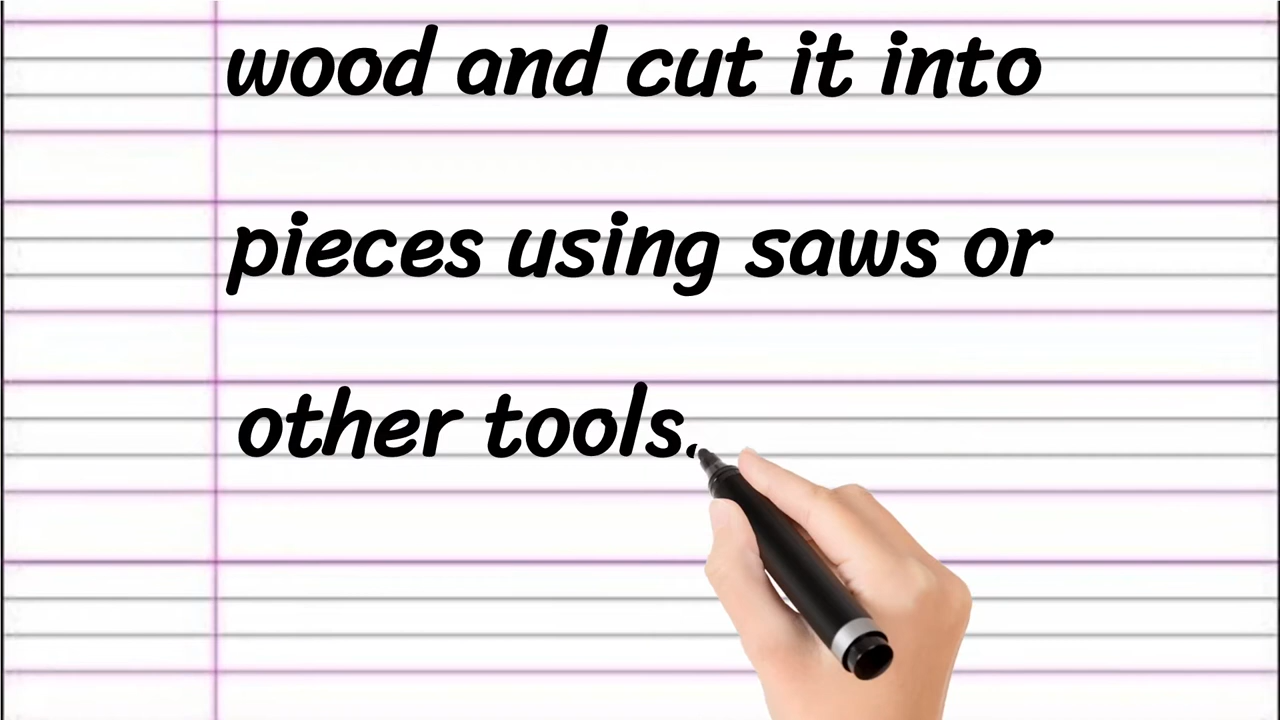 wood and cut it into
pieces using saws or
other tools.